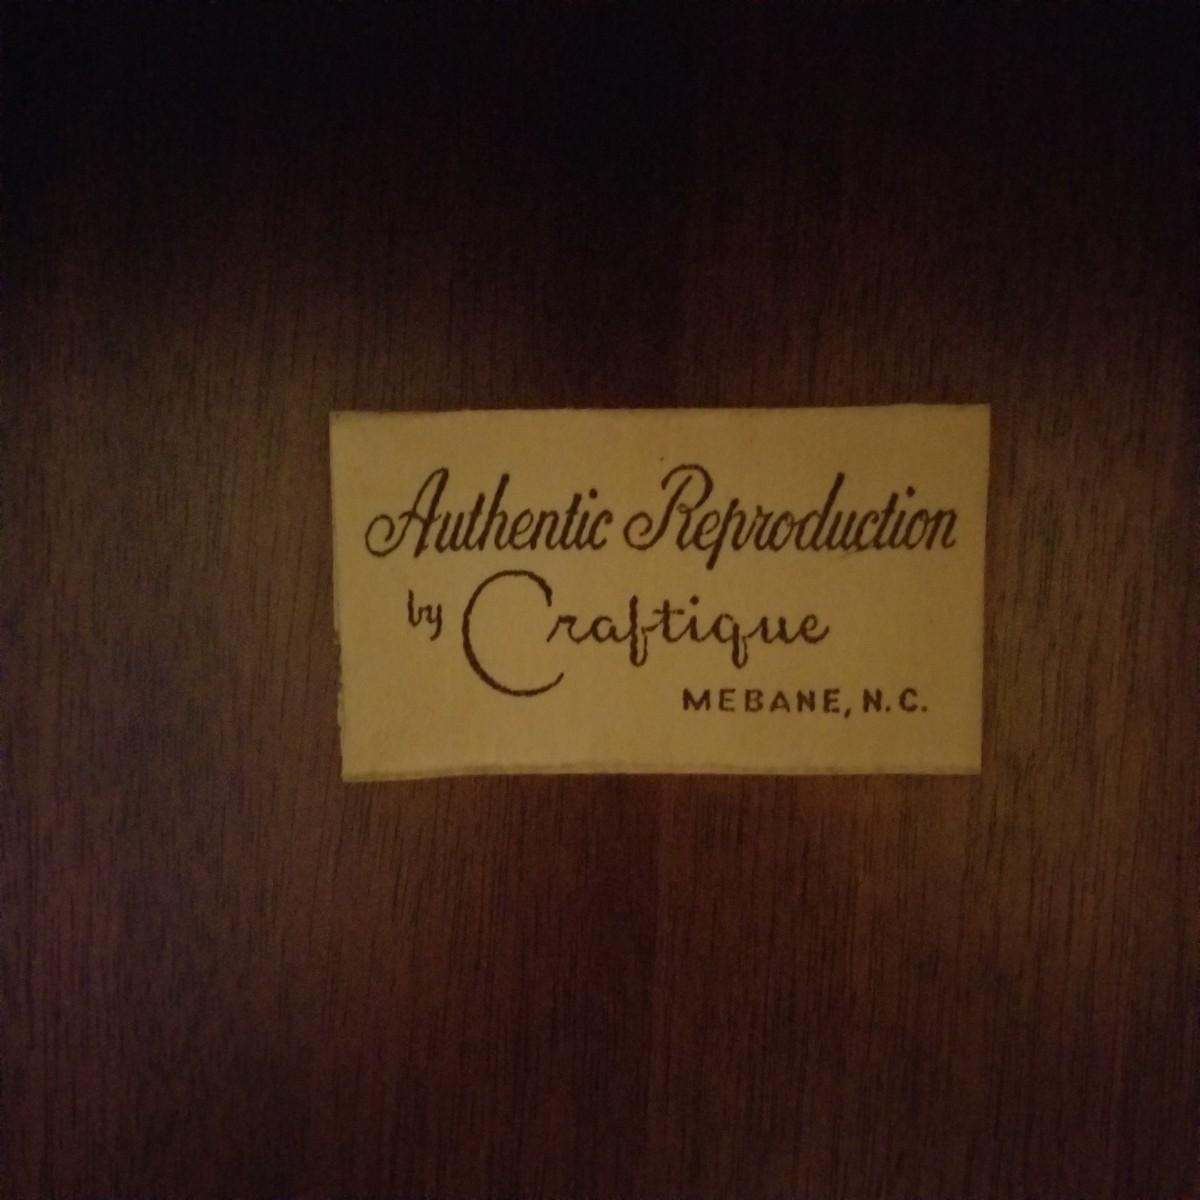 Authentic Reproduction
by Craftique
MEBANE, N.C.